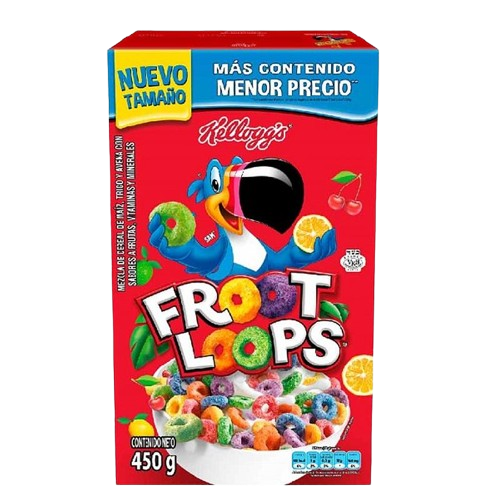 NUEVO
TAMAÑO
MÁS CONTENIDO
MENOR PRECIO
Kellogg's
MEZCLA DE CEREAL DE MAÍZ, TRIGO Y AVENA CON
SABORES A FRUTAS. VITAMINAS Y MINERALES
SAM
FROOT
LOOPS
CONTENIDO NETO
450 g